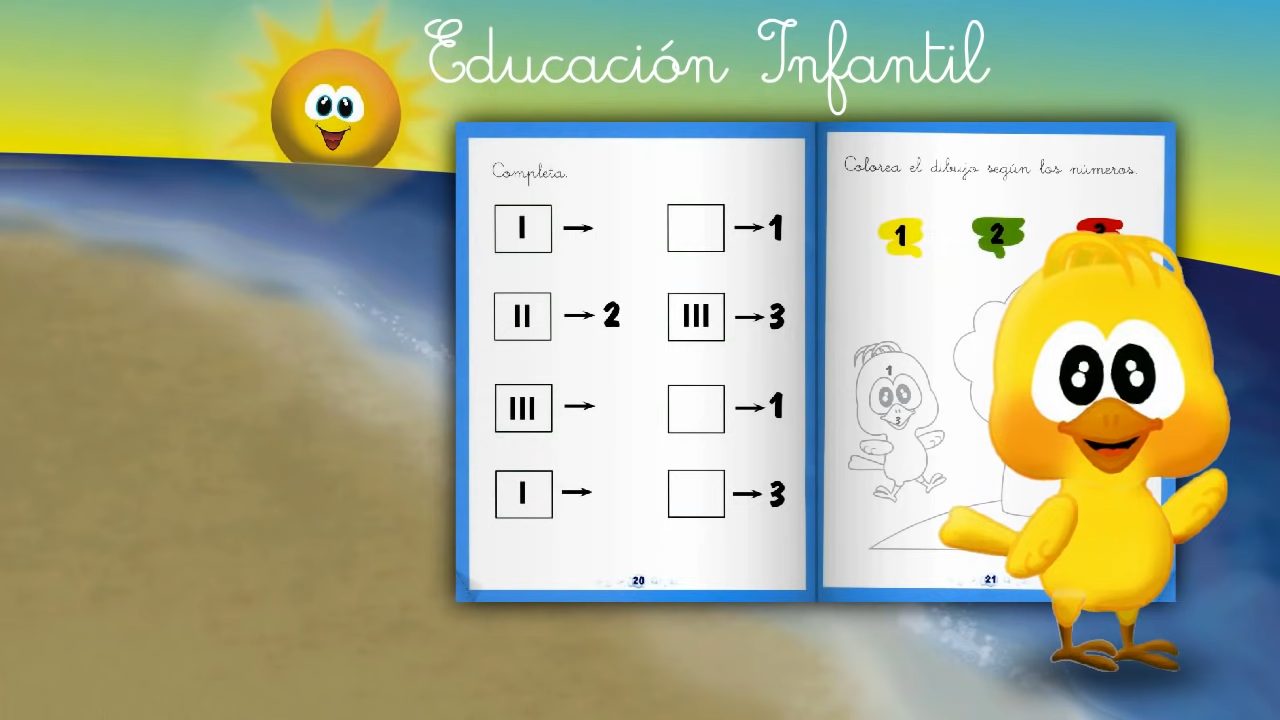 Educación Infantil
Completa.
I → → 1
II → 2 III → 3
III → → 1
I → → 3
20
Colorea el dibujo según los números.
1 2
1
3
21